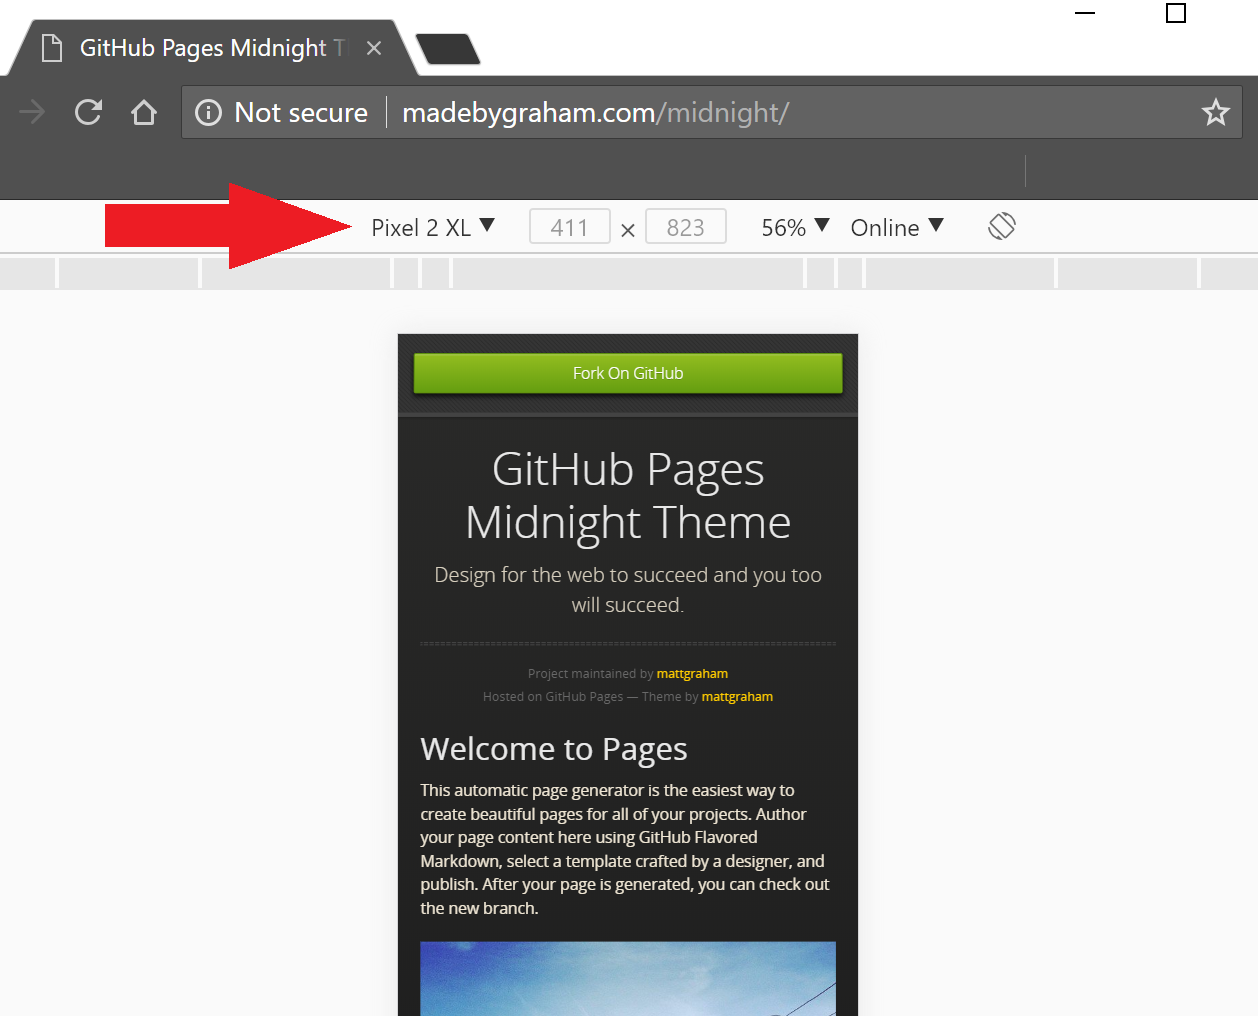 GitHub Pages Midnight T
Not secure madebygraham.com/midnight/
Pixel 2 XL 411 × 823 56% Online
Fork On GitHub
GitHub Pages
Midnight Theme
Design for the web to succeed and you too
will succeed.
Project maintained by mattgraham
Hosted on GitHub Pages — Theme by mattgraham
Welcome to Pages
This automatic page generator is the easiest way to
create beautiful pages for all of your projects. Author
your page content here using GitHub Flavored
Markdown, select a template crafted by a designer, and
publish. After your page is generated, you can check out
the new branch.